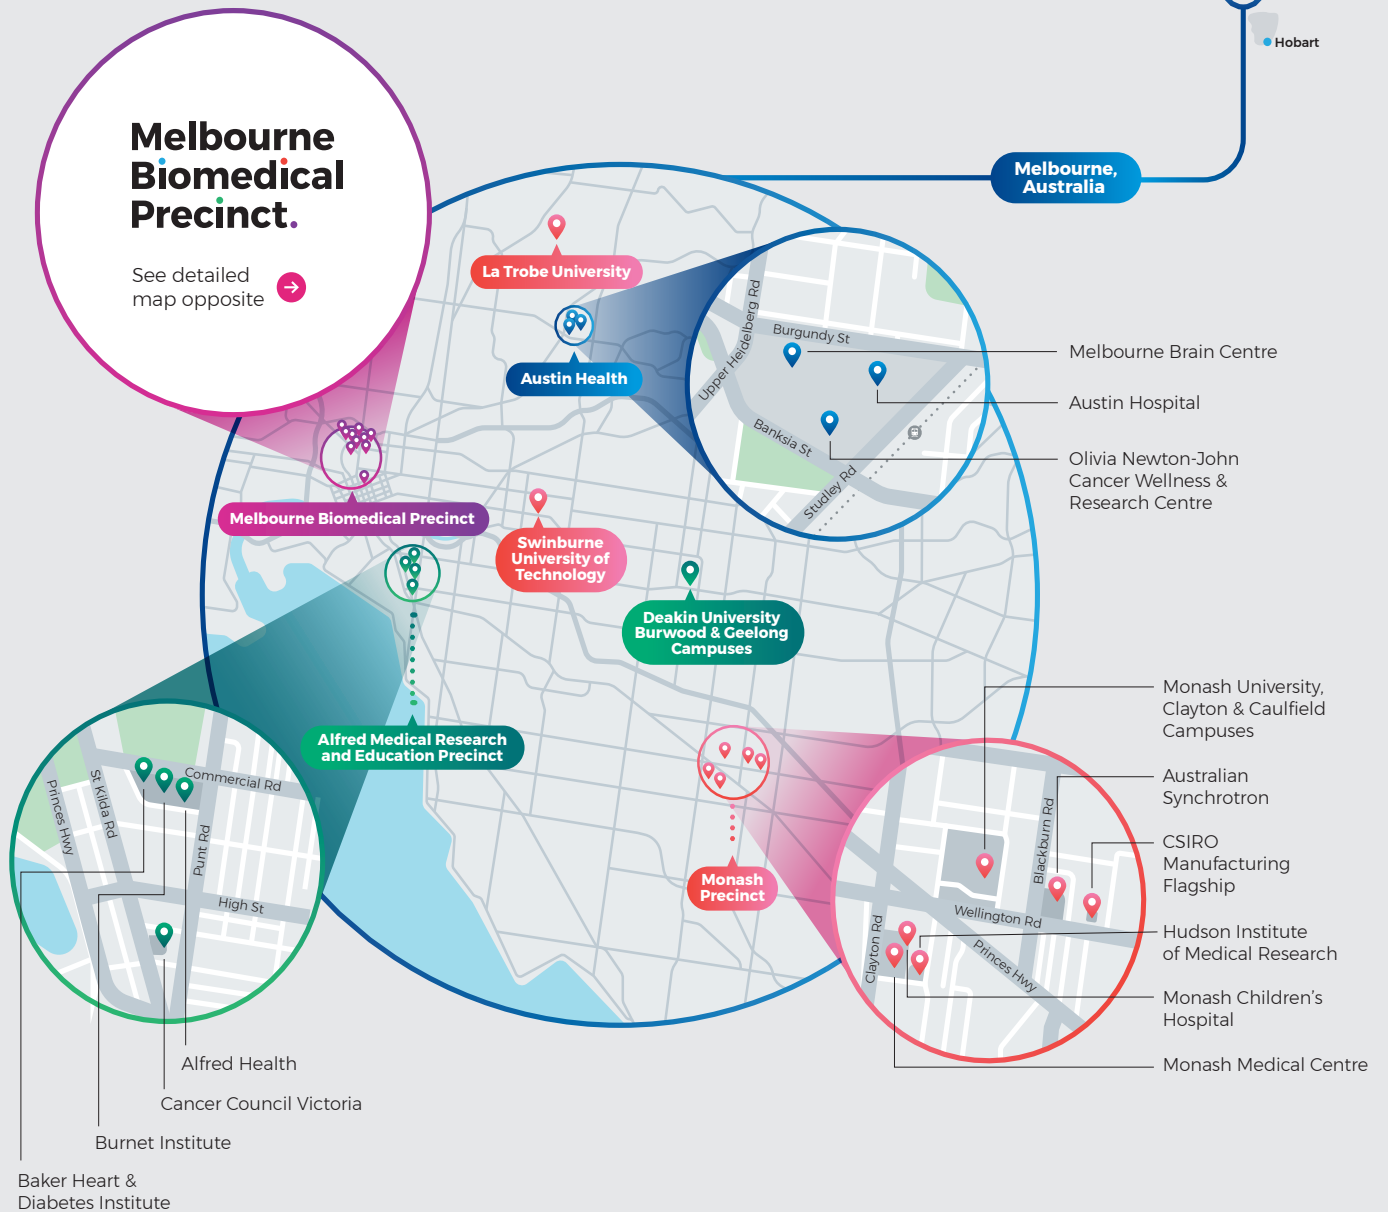 Hobart
Melbourne
Biomedical
Precinct.
See detailed
map opposite
Melbourne,
Australia
La Trobe University
Austin Health
Upper Heidelberg Rd
Burgundy St
Banksia St
Studley Rd
Melbourne Brain Centre
Austin Hospital
Olivia Newton-John
Cancer Wellness &
Research Centre
Melbourne Biomedical Precinct
Swinburne
University of
Technology
Deakin University
Burwood & Geelong
Campuses
Alfred Medical Research
and Education Precinct
Monash
Precinct
Princes Hwy
St Kilda Rd
Commercial Rd
Punt Rd
High St
Alfred Health
Cancer Council Victoria
Burnet Institute
Baker Heart &
Diabetes Institute
Blackburn Rd
Wellington Rd
Clayton Rd
Princes Hwy
Monash University,
Clayton & Caulfield
Campuses
Australian
Synchrotron
CSIRO
Manufacturing
Flagship
Hudson Institute
of Medical Research
Monash Children’s
Hospital
Monash Medical Centre